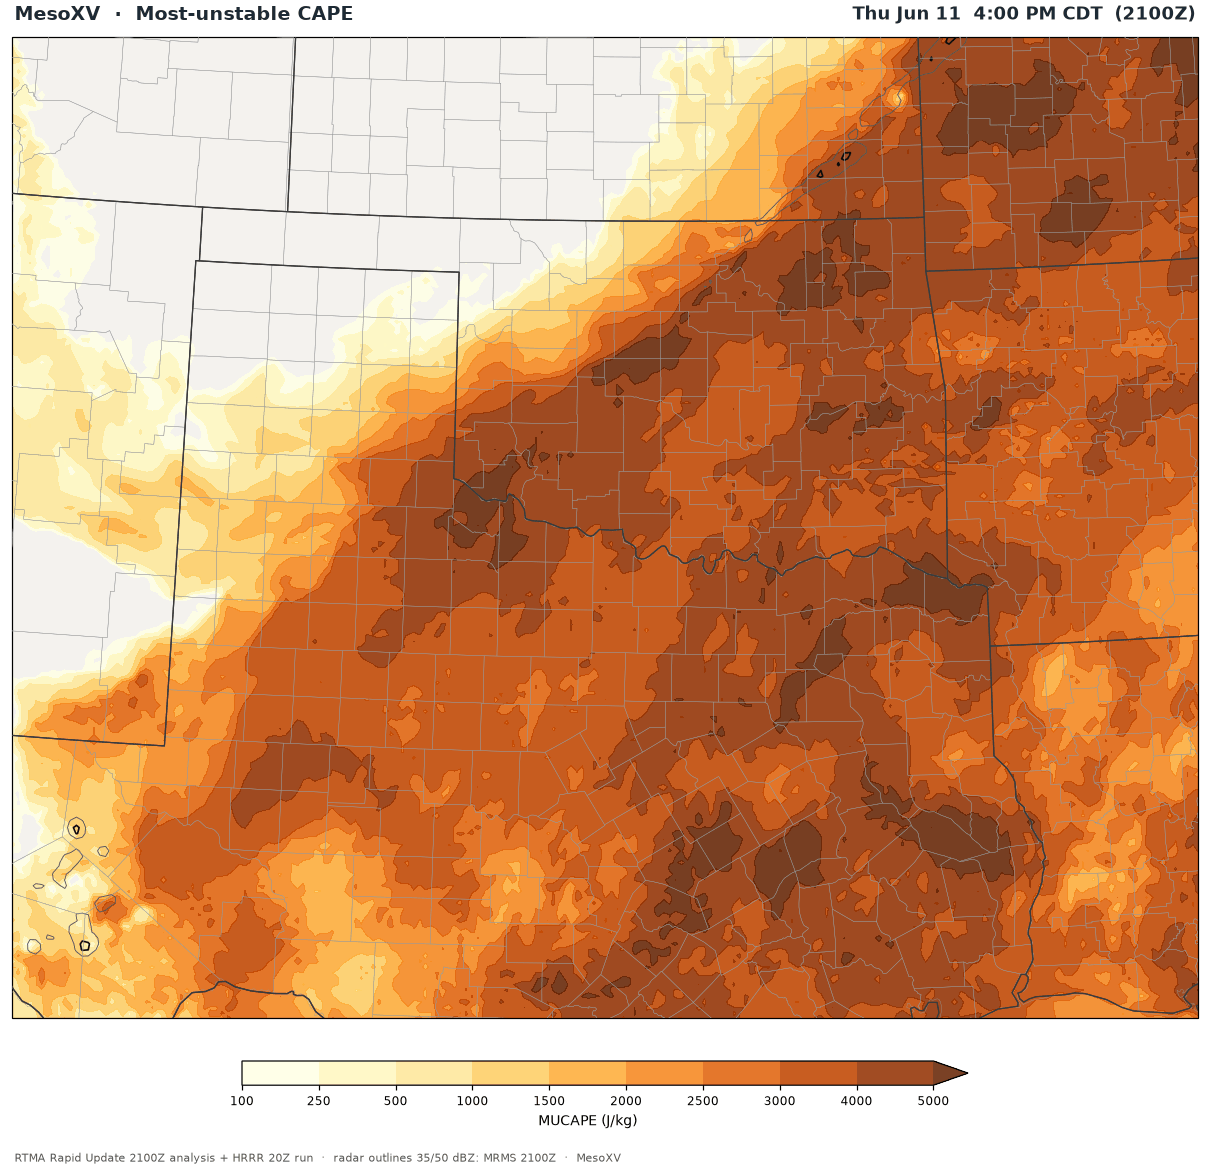 MesoXV · Most-unstable CAPE
Thu Jun 11 4:00 PM CDT (2100Z)
100 250 500 1000 1500 2000 2500 3000 4000 5000
MUCAPE (J/kg)
RTMA Rapid Update 2100Z analysis + HRRR 20Z run · radar outlines 35/50 dBZ: MRMS 2100Z · MesoXV